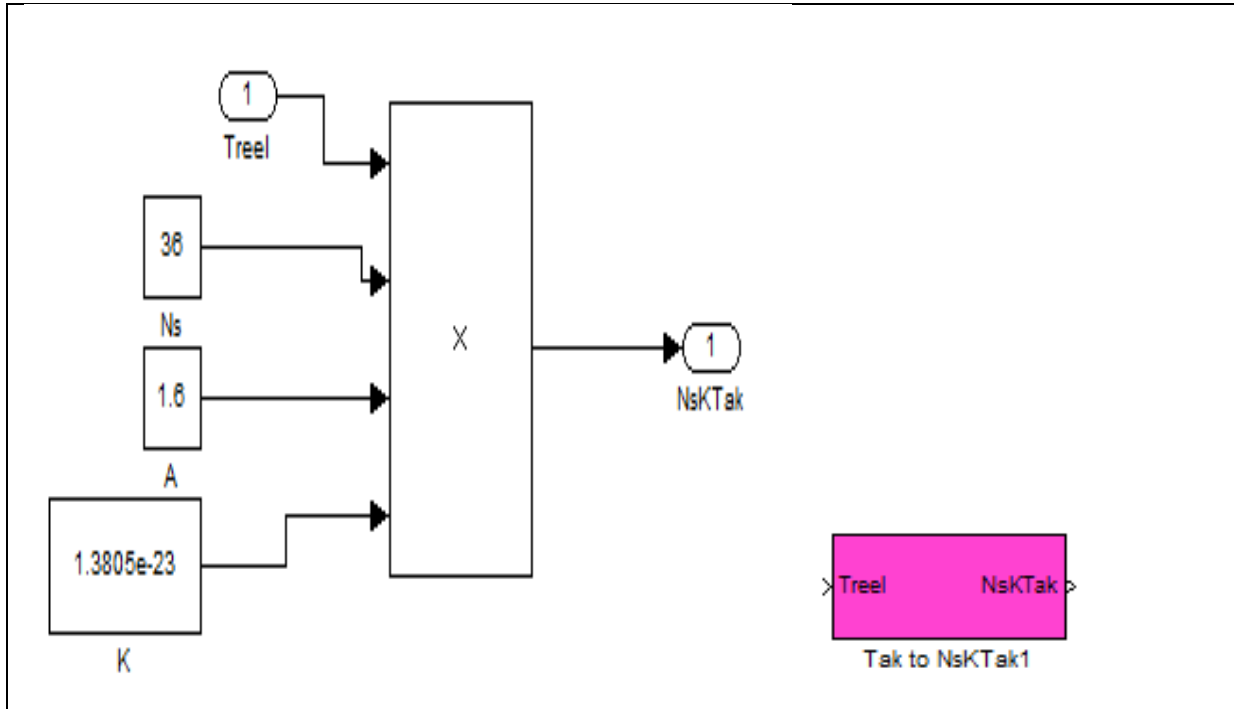 1
Treel
36
Ns
1.6
A
1.3805e-23
K
X
1
NsKTak
Treel
NsKTak
Tak to NsKTak1